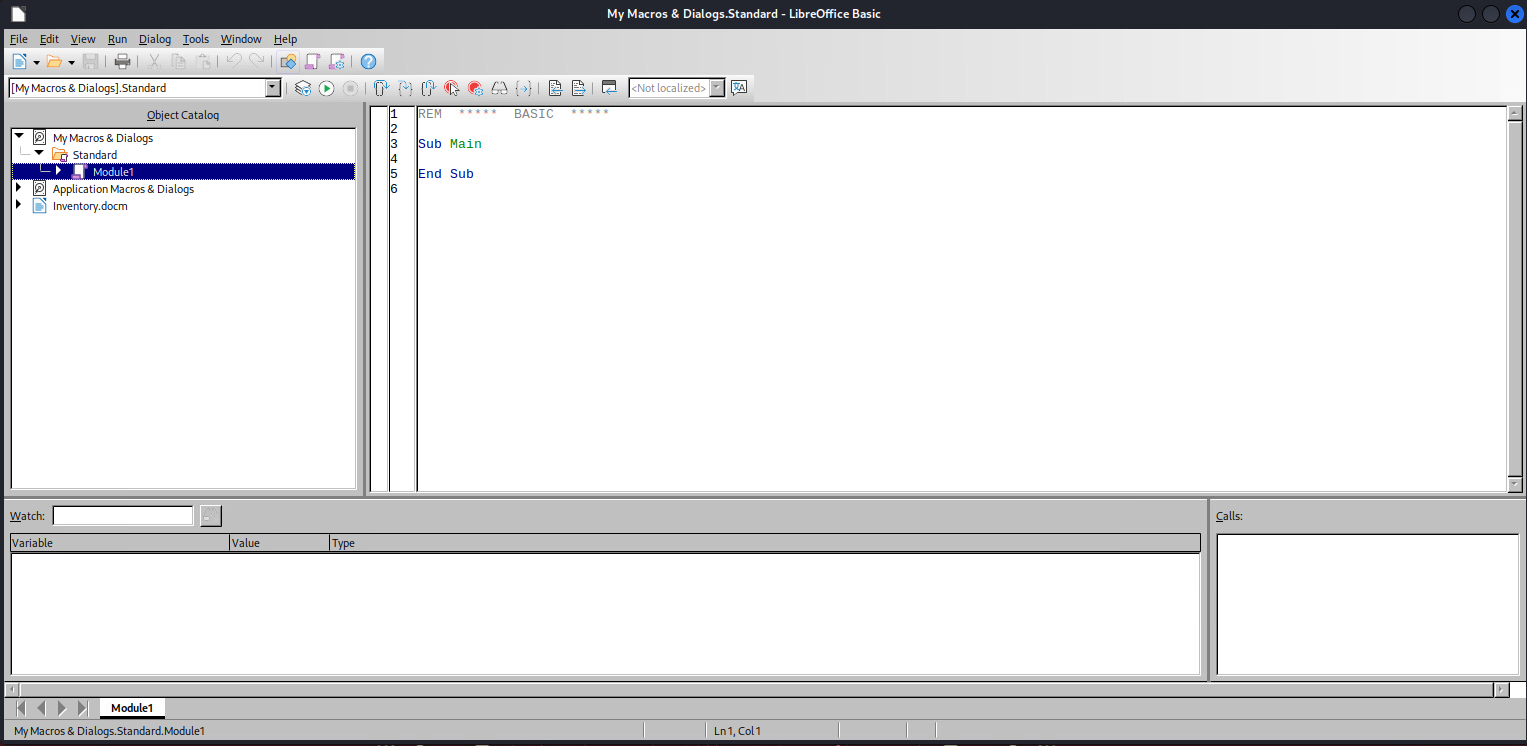 My Macros & Dialogs.Standard - LibreOffice Basic
File Edit View Run Dialog Tools Window Help
[My Macros & Dialogs].Standard
<Not localized>
Object Catalog
My Macros & Dialogs
Standard
Module1
Application Macros & Dialogs
Inventory.docm
1 REM ***** BASIC *****
2
3 Sub Main
4
5 End Sub
6
Watch:
Calls:
Variable Value Type
Module1
My Macros & Dialogs.Standard.Module1 Ln 1, Col 1